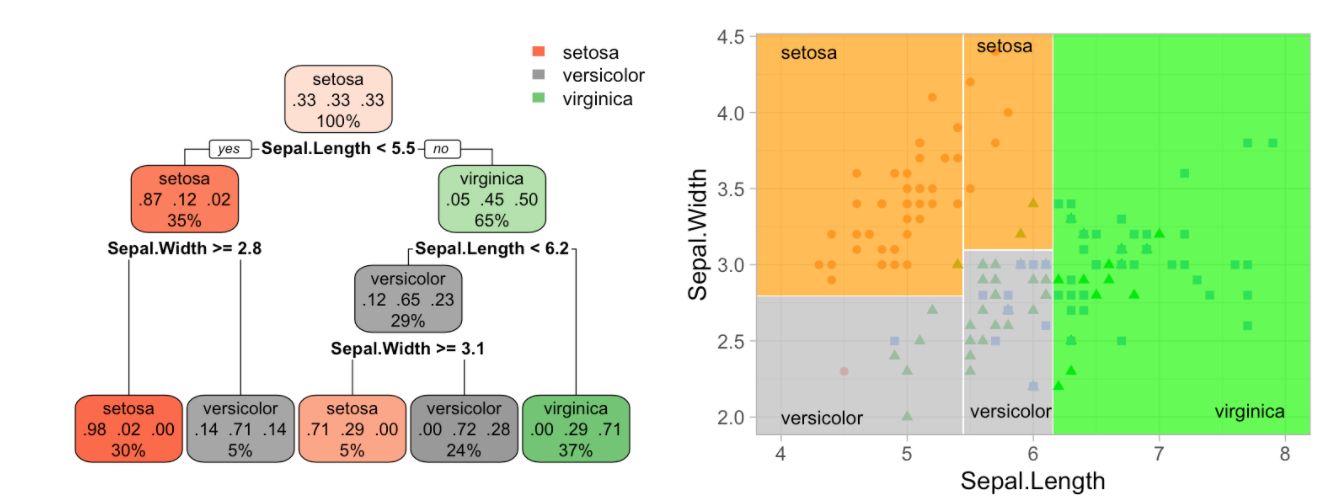 setosa
versicolor
virginica
setosa
.33 .33 .33
100%
yes Sepal.Length < 5.5 no
setosa
.87 .12 .02
35%
virginica
.05 .45 .50
65%
Sepal.Width >= 2.8
Sepal.Length < 6.2
versicolor
.12 .65 .23
29%
Sepal.Width >= 3.1
setosa
.98 .02 .00
30%
versicolor
.14 .71 .14
5%
setosa
.71 .29 .00
5%
versicolor
.00 .72 .28
24%
virginica
.00 .29 .71
37%
4.5
4.0
3.5
3.0
2.5
2.0
Sepal.Width
setosa
setosa
versicolor
versicolor
virginica
4 5 6 7 8
Sepal.Length